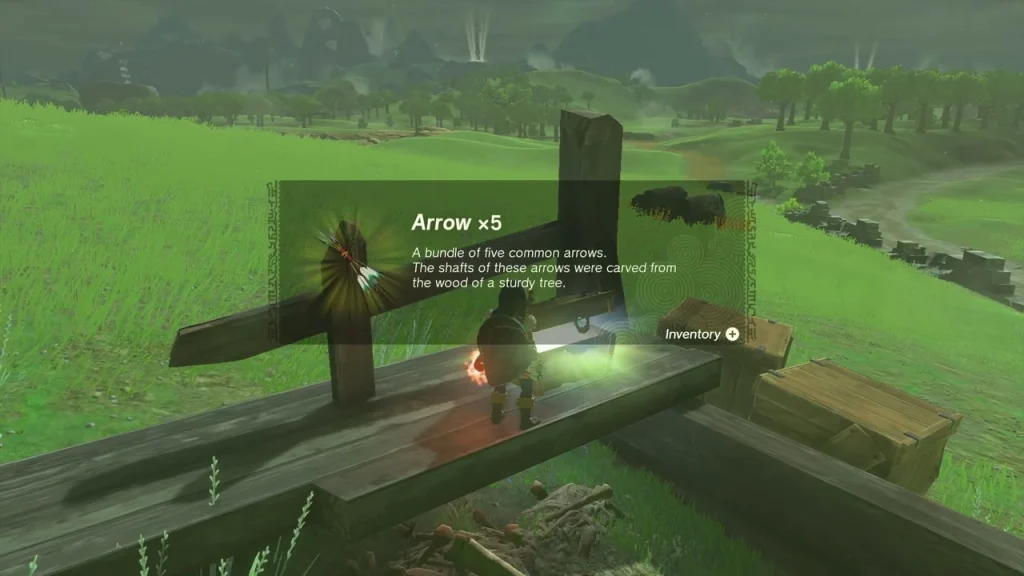 Arrow ×5
A bundle of five common arrows.
The shafts of these arrows were carved from
the wood of a sturdy tree.
Inventory